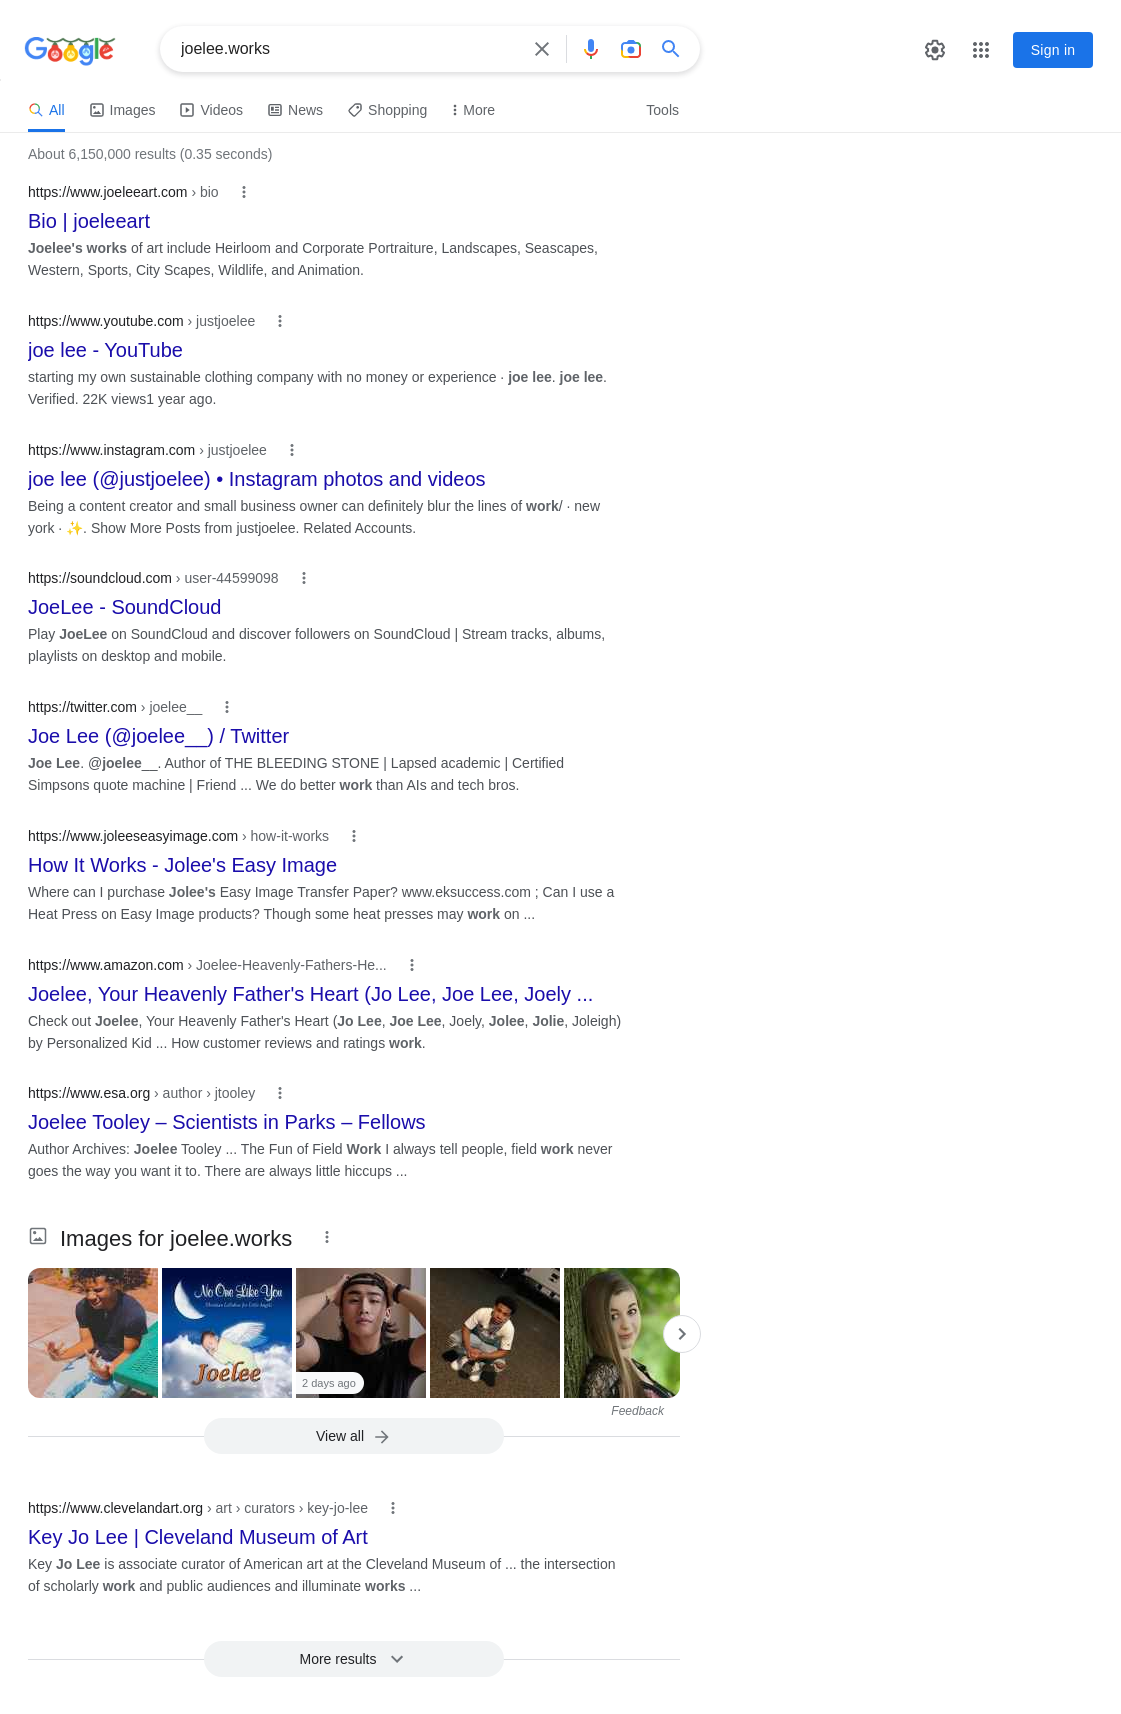 Google
joelee.works
Sign in
All
Images
Videos
News
Shopping
More
Tools
About 6,150,000 results (0.35 seconds)
https://www.joeleeart.com › bio
Bio | joeleeart
Joelee's works of art include Heirloom and Corporate Portraiture, Landscapes, Seascapes,
Western, Sports, City Scapes, Wildlife, and Animation.
https://www.youtube.com › justjoelee
joe lee - YouTube
starting my own sustainable clothing company with no money or experience · joe lee. joe lee.
Verified. 22K views1 year ago.
https://www.instagram.com › justjoelee
joe lee (@justjoelee) • Instagram photos and videos
Being a content creator and small business owner can definitely blur the lines of work/ · new
york · ✨. Show More Posts from justjoelee. Related Accounts.
https://soundcloud.com › user-44599098
JoeLee - SoundCloud
Play JoeLee on SoundCloud and discover followers on SoundCloud | Stream tracks, albums,
playlists on desktop and mobile.
https://twitter.com › joelee__
Joe Lee (@joelee__) / Twitter
Joe Lee. @joelee__. Author of THE BLEEDING STONE | Lapsed academic | Certified
Simpsons quote machine | Friend ... We do better work than AIs and tech bros.
https://www.joleeseasyimage.com › how-it-works
How It Works - Jolee's Easy Image
Where can I purchase Jolee's Easy Image Transfer Paper? www.eksuccess.com ; Can I use a
Heat Press on Easy Image products? Though some heat presses may work on ...
https://www.amazon.com › Joelee-Heavenly-Fathers-He...
Joelee, Your Heavenly Father's Heart (Jo Lee, Joe Lee, Joely ...
Check out Joelee, Your Heavenly Father's Heart (Jo Lee, Joe Lee, Joely, Jolee, Jolie, Joleigh)
by Personalized Kid ... How customer reviews and ratings work.
https://www.esa.org › author › jtooley
Joelee Tooley – Scientists in Parks – Fellows
Author Archives: Joelee Tooley ... The Fun of Field Work I always tell people, field work never
goes the way you want it to. There are always little hiccups ...
Images for joelee.works
No One Like You
Christian Lullabies for Little Angels
Joelee
2 days ago
Feedback
View all
https://www.clevelandart.org › art › curators › key-jo-lee
Key Jo Lee | Cleveland Museum of Art
Key Jo Lee is associate curator of American art at the Cleveland Museum of ... the intersection
of scholarly work and public audiences and illuminate works ...
More results